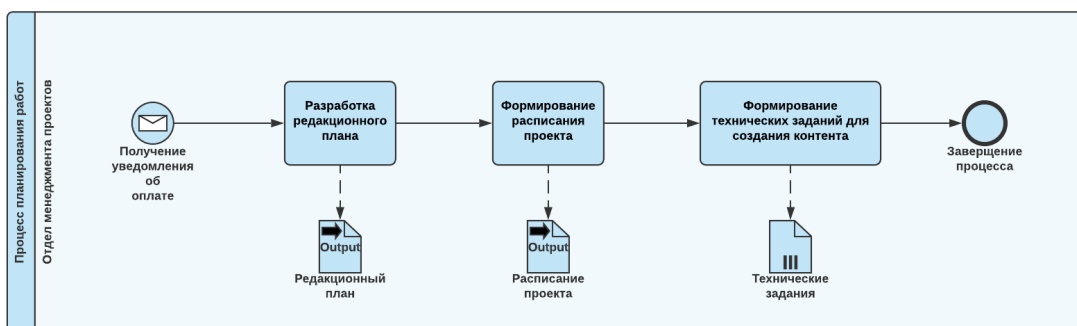 Процесс планирования работ
Отдел менеджмента проектов
Получение
уведомления
об
оплате
Разработка
редакционного
плана
Output
Редакционный
план
Формирование
расписания
проекта
Output
Расписание
проекта
Формирование
технических заданий для
создания контента
Технические
задания
Заверщение
процесса